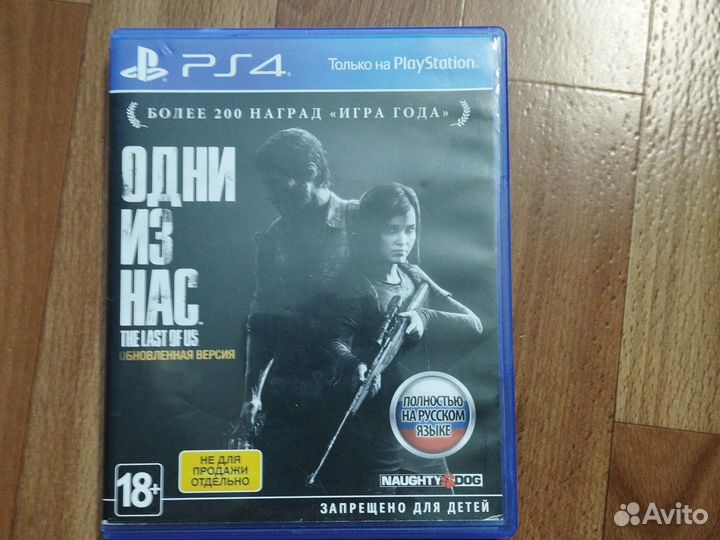 PS4
Только на PlayStation
БОЛЕЕ 200 НАГРАД «ИГРА ГОДА»
ОДНИ
ИЗ
НАС
THE LAST OF US
ОБНОВЛЕННАЯ ВЕРСИЯ
ПОЛНОСТЬЮ
НА РУССКОМ
ЯЗЫКЕ
НЕ ДЛЯ
ПРОДАЖИ
ОТДЕЛЬНО
18+
NAUGHTY DOG
ЗАПРЕЩЕНО ДЛЯ ДЕТЕЙ
Avito